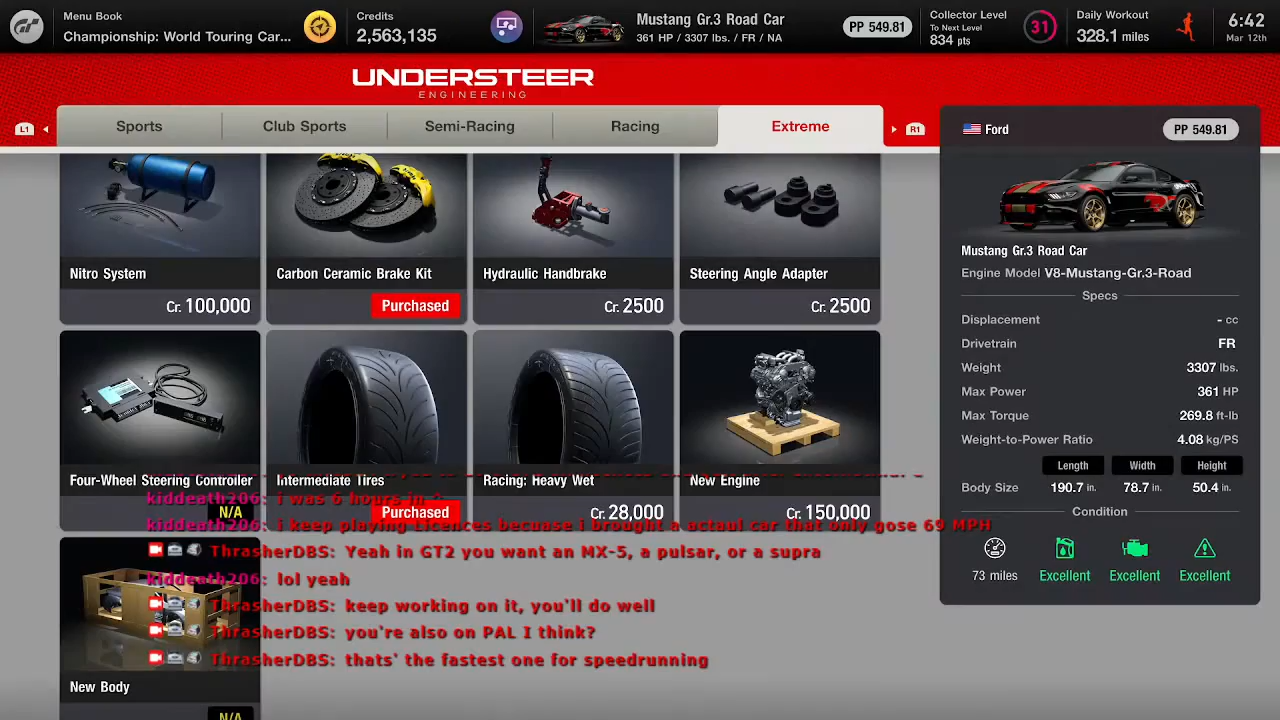 Menu Book
Championship: World Touring Car...
Credits
2,563,135
Mustang Gr.3 Road Car
361 HP / 3307 lbs. / FR / NA
PP 549.81
Collector Level
To Next Level
834 pts
31
Daily Workout
328.1 miles
6:42
Mar 12th
UNDERSTEER
ENGINEERING
L1
Sports
Club Sports
Semi-Racing
Racing
Extreme
R1
Nitro System
Cr. 100,000
Carbon Ceramic Brake Kit
Purchased
Hydraulic Handbrake
Cr. 2500
Steering Angle Adapter
Cr. 2500
Four-Wheel Steering Controller
N/A
Intermediate Tires
Purchased
Racing: Heavy Wet
Cr. 28,000
New Engine
Cr. 150,000
New Body
N/A
kiddeath206: i was 6 hours in
kiddeath206: i keep playing Licences becuase i brought a actaul car that only gose 69 MPH
ThrasherDBS: Yeah in GT2 you want an MX-5, a pulsar, or a supra
kiddeath206: lol yeah
ThrasherDBS: keep working on it, you'll do well
ThrasherDBS: you're also on PAL I think?
ThrasherDBS: thats' the fastest one for speedrunning
Ford
PP 549.81
Mustang Gr.3 Road Car
Engine Model V8-Mustang-Gr.3-Road
Specs
Displacement - cc
Drivetrain FR
Weight 3307 lbs.
Max Power 361 HP
Max Torque 269.8 ft-lb
Weight-to-Power Ratio 4.08 kg/PS
Length Width Height
Body Size 190.7 in. 78.7 in. 50.4 in.
Condition
73 miles Excellent Excellent Excellent